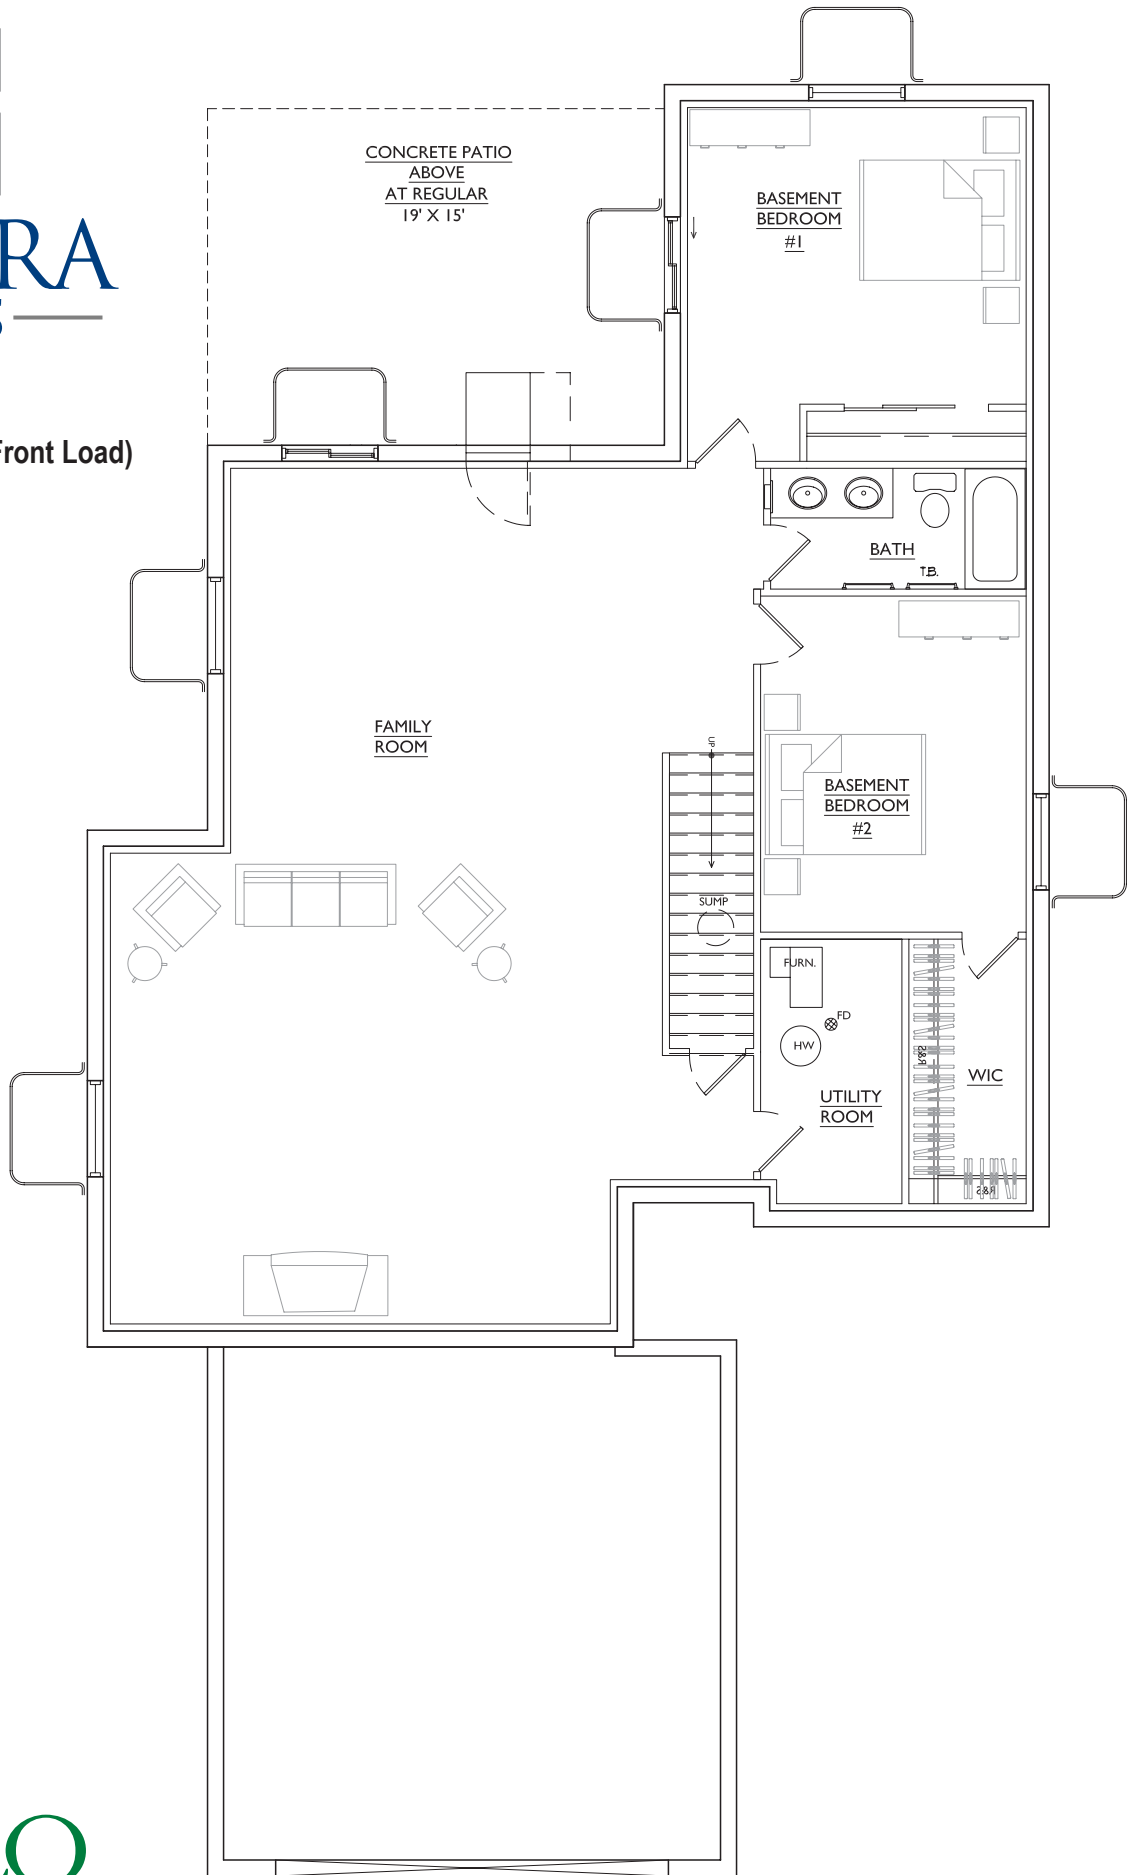 CONCRETE PATIO
ABOVE
AT REGULAR
19' X 15'
BASEMENT
BEDROOM
#1
RA
S
Front Load)
BATH
T.B.
FAMILY
ROOM
UP
BASEMENT
BEDROOM
#2
SUMP
FURN.
FD
HW
R&S
WIC
UTILITY
ROOM
R&S
O